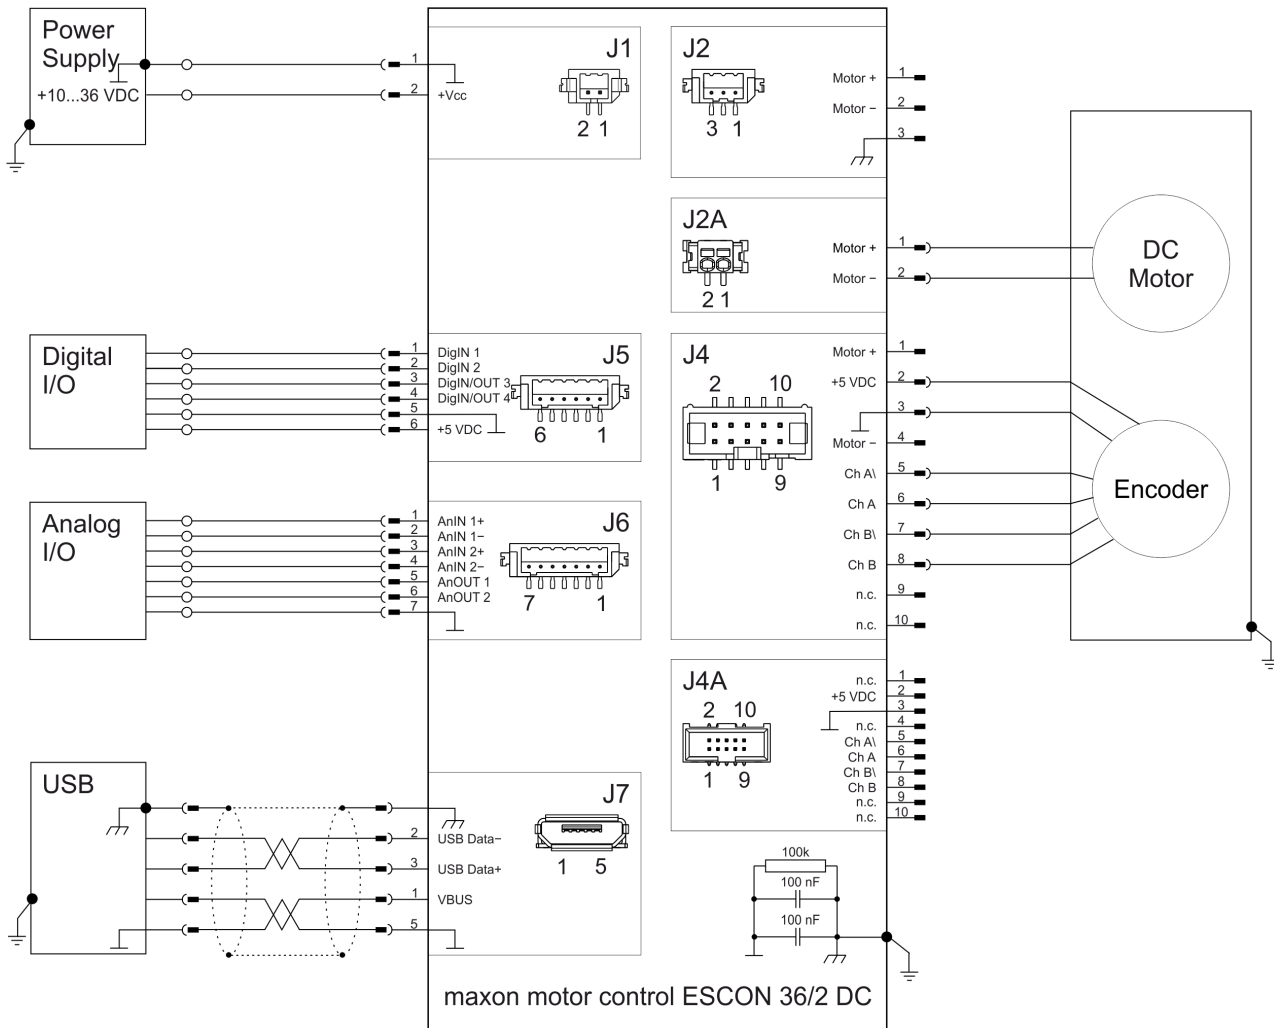 Power
Supply
+10...36 VDC
1
2
+Vcc
J1
2 1
J2
3 1
Motor +
1
Motor −
2
3
J2A
2 1
Motor +
1
Motor −
2
DC
Motor
Digital
I/O
1
DigIN 1
2
DigIN 2
3
DigIN/OUT 3
4
DigIN/OUT 4
5
6
+5 VDC
J5
6 1
J4
2 10
1 9
Motor +
1
+5 VDC
2
3
Motor −
4
Ch A\
5
Ch A
6
Ch B\
7
Ch B
8
n.c.
9
n.c.
10
Encoder
Analog
I/O
1
AnIN 1+
2
AnIN 1−
3
AnIN 2+
4
AnIN 2−
5
AnOUT 1
6
AnOUT 2
7
J6
7 1
J4A
2 10
1 9
n.c.
1
+5 VDC
2
3
n.c.
4
Ch A\
5
Ch A
6
Ch B\
7
Ch B
8
n.c.
9
n.c.
10
USB
2
USB Data−
3
USB Data+
1
VBUS
5
J7
1 5
100k
100 nF
100 nF
maxon motor control ESCON 36/2 DC